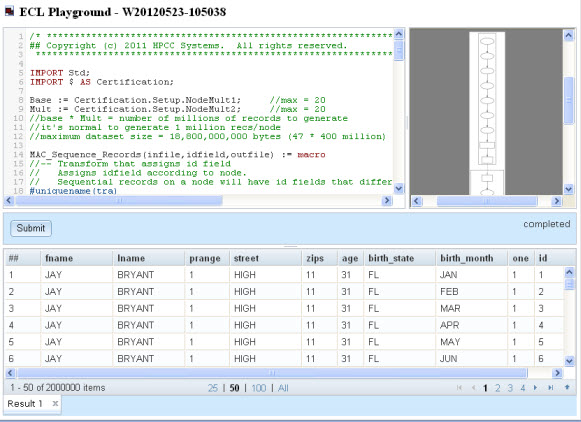 ECL Playground - W20120523-105038
1 /* ************************************************************
2 ## Copyright (c) 2011 HPCC Systems. All rights reserved.
3 ************************************************************
4
5 IMPORT Std;
6 IMPORT $ AS Certification;
7
8 Base := Certification.Setup.NodeMult1; //max = 20
9 Mult := Certification.Setup.NodeMult2; //max = 20
10 //base * Mult = number of millions of records to generate
11 //it's normal to generate 1 million recs/node
12 //maximum dataset size = 18,800,000,000 bytes (47 * 400 million)
13
14 MAC_Sequence_Records(infile,idfield,outfile) := macro
15 //-- Transform that assigns id field
16 // Assigns idfield according to node.
17 // Sequential records on a node will have id fields that differ
18 #uniquename(tra)
Submit completed
## fname lname prange street zips age birth_state birth_month one id
1 JAY BRYANT 1 HIGH 11 31 FL JAN 1 1
2 JAY BRYANT 1 HIGH 11 31 FL FEB 1 2
3 JAY BRYANT 1 HIGH 11 31 FL MAR 1 3
4 JAY BRYANT 1 HIGH 11 31 FL APR 1 4
5 JAY BRYANT 1 HIGH 11 31 FL MAY 1 5
6 JAY BRYANT 1 HIGH 11 31 FL JUN 1 6
1 - 50 of 2000000 items 25 | 50 | 100 | All 1 2 3 4
Result 1 ×